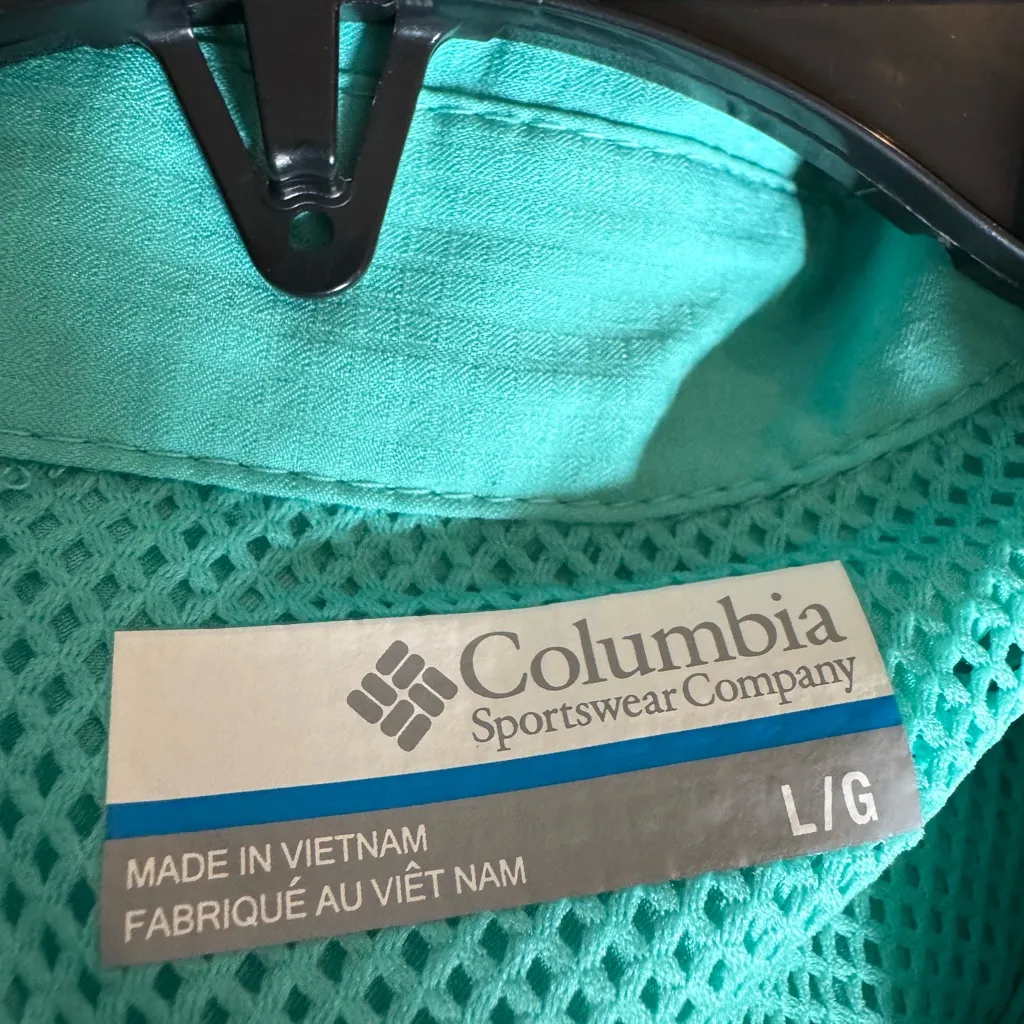 Columbia
Sportswear Company
L/G
MADE IN VIETNAM
FABRIQUÉ AU VIÊT NAM